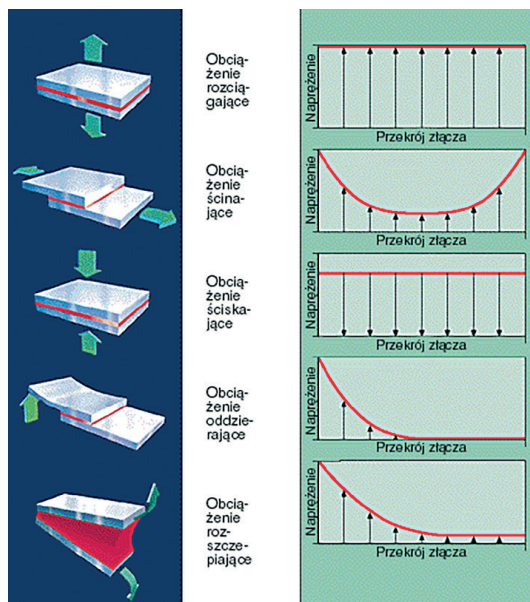 Obcią-
żenie
rozcią-
gające
Naprężenie
Przekrój złącza
Obcią-
żenie
ścina-
jące
Naprężenie
Przekrój złącza
Obcią-
żenie
ściska-
jące
Naprężenie
Przekrój złącza
Obcią-
żenie
oddzie-
rające
Naprężenie
Przekrój złącza
Obcią-
żenie
roz-
szcze-
piające
Naprężenie
Przekrój złącza